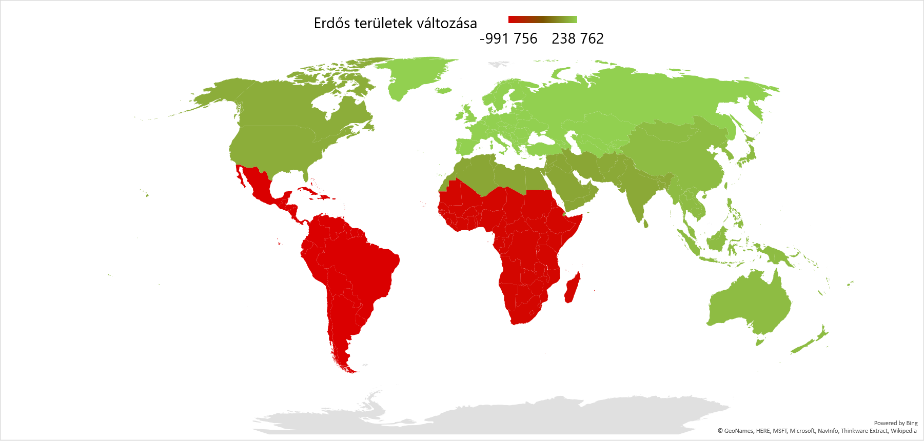 Erdős területek változása
-991 756 238 762
Powered by Bing
© GeoNames, HERE, MSFT, Microsoft, NavInfo, Thinkware Extract, Wikipedia